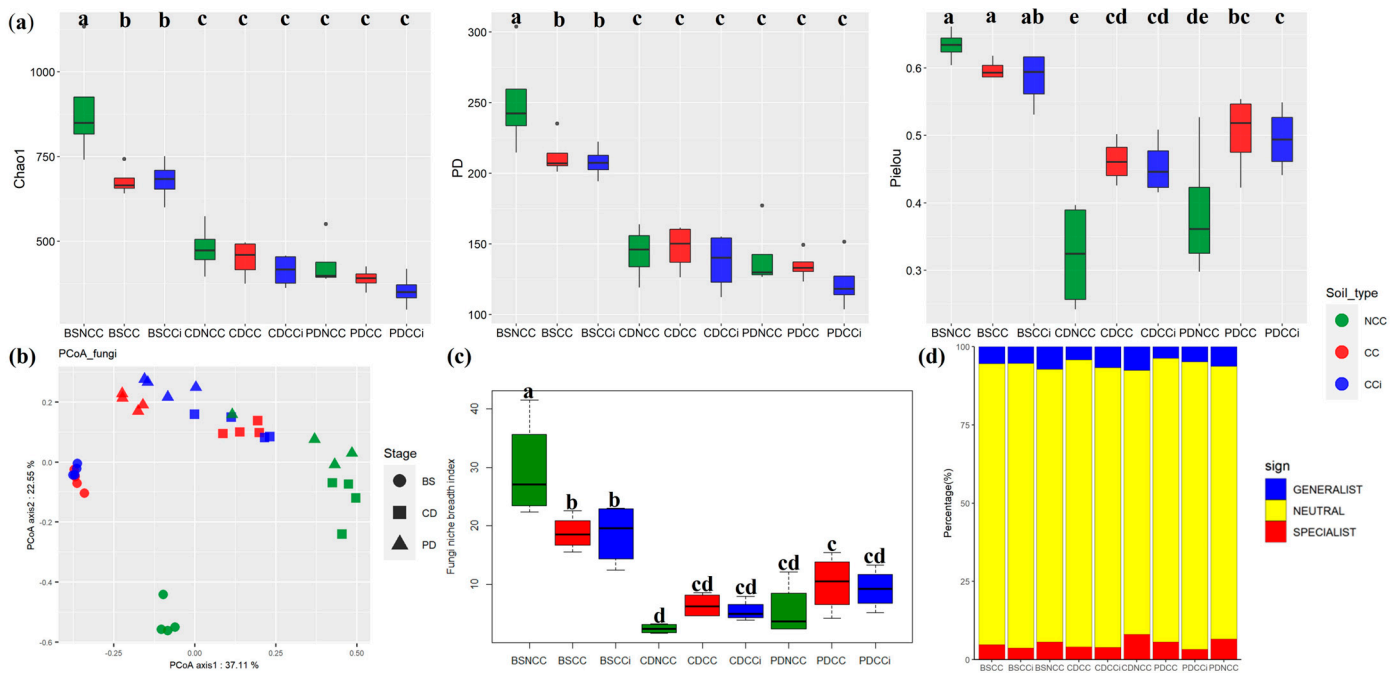 (a)
a b b c c c c c c
Chao1
1000
750
500
BSNCC BSCC BSCCi CDNCC CDCC CDCCi PDNCC PDCC PDCCi
a b b c c c c c c
PD
300
250
200
150
100
BSNCC BSCC BSCCi CDNCC CDCC CDCCi PDNCC PDCC PDCCi
a a ab e cd cd de bc c
Pielou
0.6
0.5
0.4
0.3
BSNCC BSCC BSCCi CDNCC CDCC CDCCi PDNCC PDCC PDCCi
Soil_type
NCC
CC
CCi
(b)
PCoA_fungi
PCoA axis2 : 22.55 %
0.2
0.0
-0.2
-0.4
-0.6
-0.25 0.00 0.25 0.50
PCoA axis1 : 37.11 %
Stage
BS
CD
PD
(c)
Fungi niche breadth index
40
30
20
10
a b b d cd cd cd c cd
BSNCC BSCC BSCCi CDNCC CDCC CDCCi PDNCC PDCC PDCCi
(d)
Percentage(%)
100
75
50
25
0
BSCC BSCCi BSNCC CDCC CDCCi CDNCC PDCC PDCCi PDNCC
sign
GENERALIST
NEUTRAL
SPECIALIST